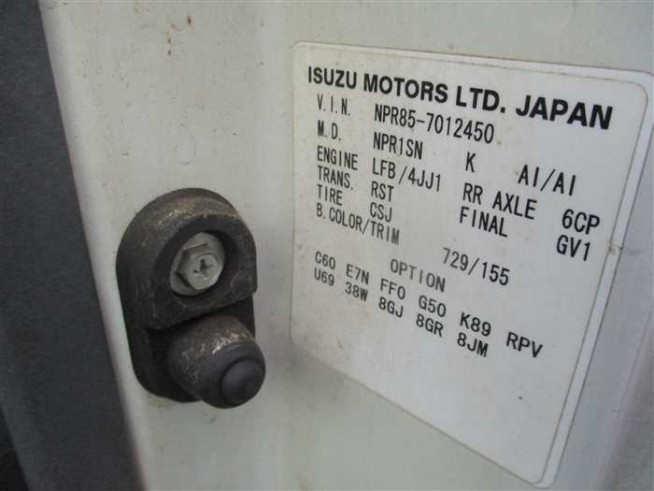 ISUZU MOTORS LTD. JAPAN
V.I.N. NPR85-7012450
M.D. NPR1SN K AI/AI
ENGINE LFB/4JJ1 RR AXLE 6CP
TRANS. RST FINAL GV1
TIRE CSJ
B.COLOR/TRIM 729/155
OPTION
C60 E7N FF0 G50 K89 RPV
U69 38W 8GJ 8GR 8JM